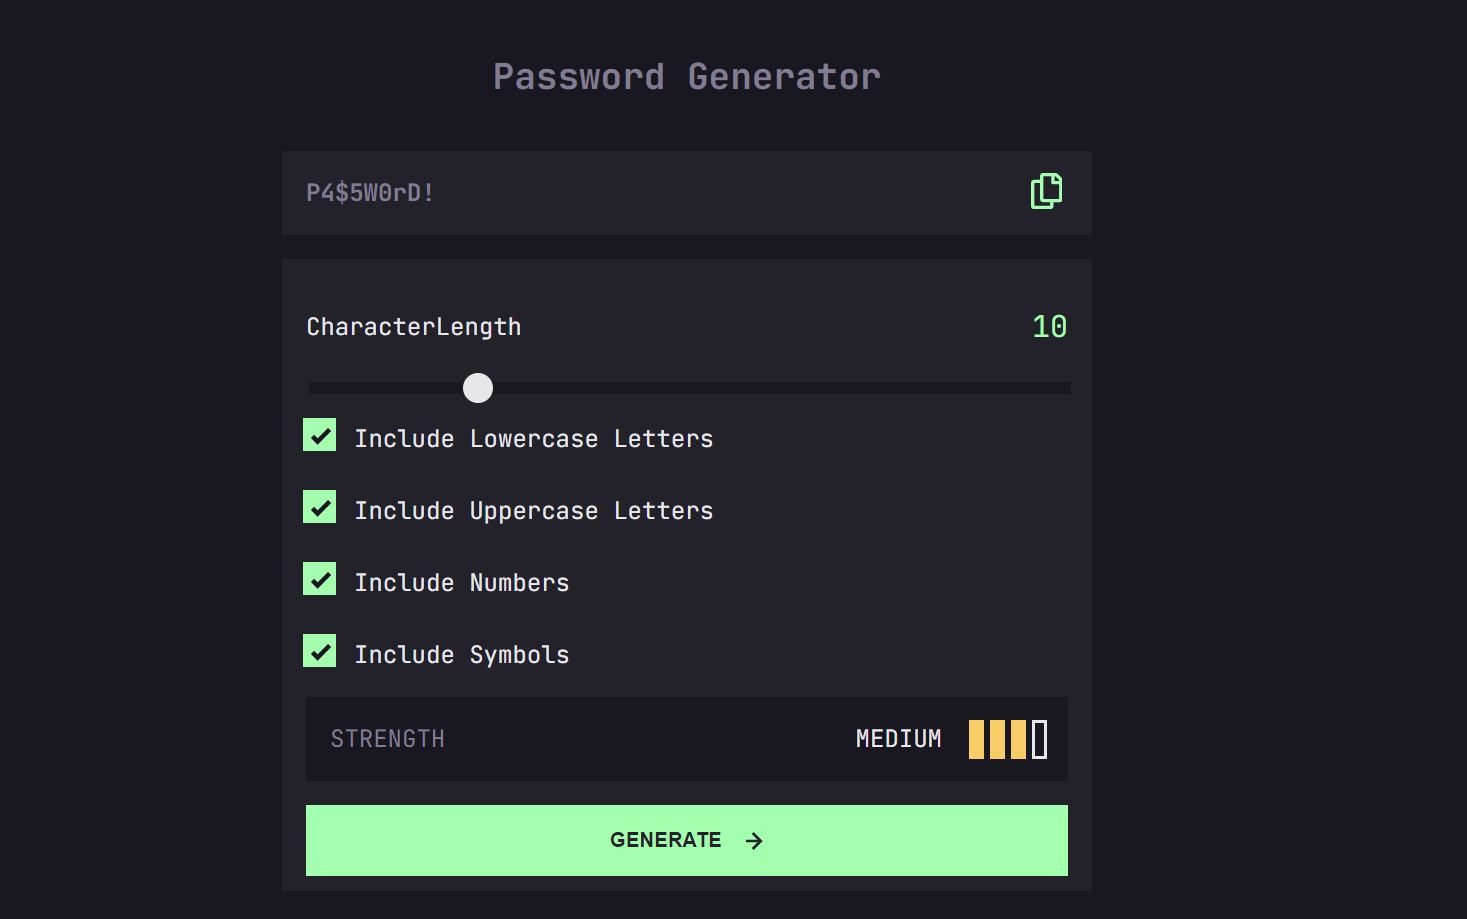 Password Generator
P4$5W0rD!
CharacterLength 10
Include Lowercase Letters
Include Uppercase Letters
Include Numbers
Include Symbols
STRENGTH MEDIUM
GENERATE →